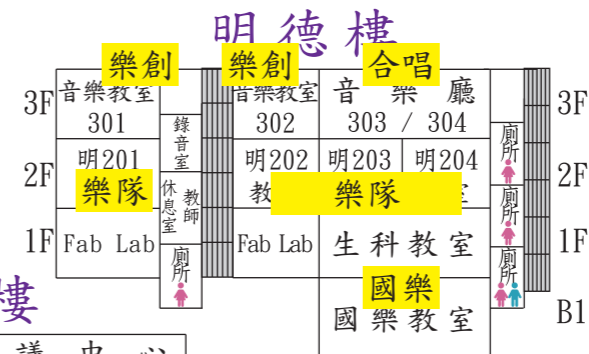 明德樓
樂創 樂創 合唱
3F 音樂教室 音樂教室 音樂廳 3F
301 錄音室 302 303 / 304 廁所
2F 明201 明202 明203 明204 2F
樂隊 教師休息室 教 樂隊 廁所
1F Fab Lab Fab Lab 生科教室 1F
廁所 廁所
國樂
樓 國樂教室 B1
議中心